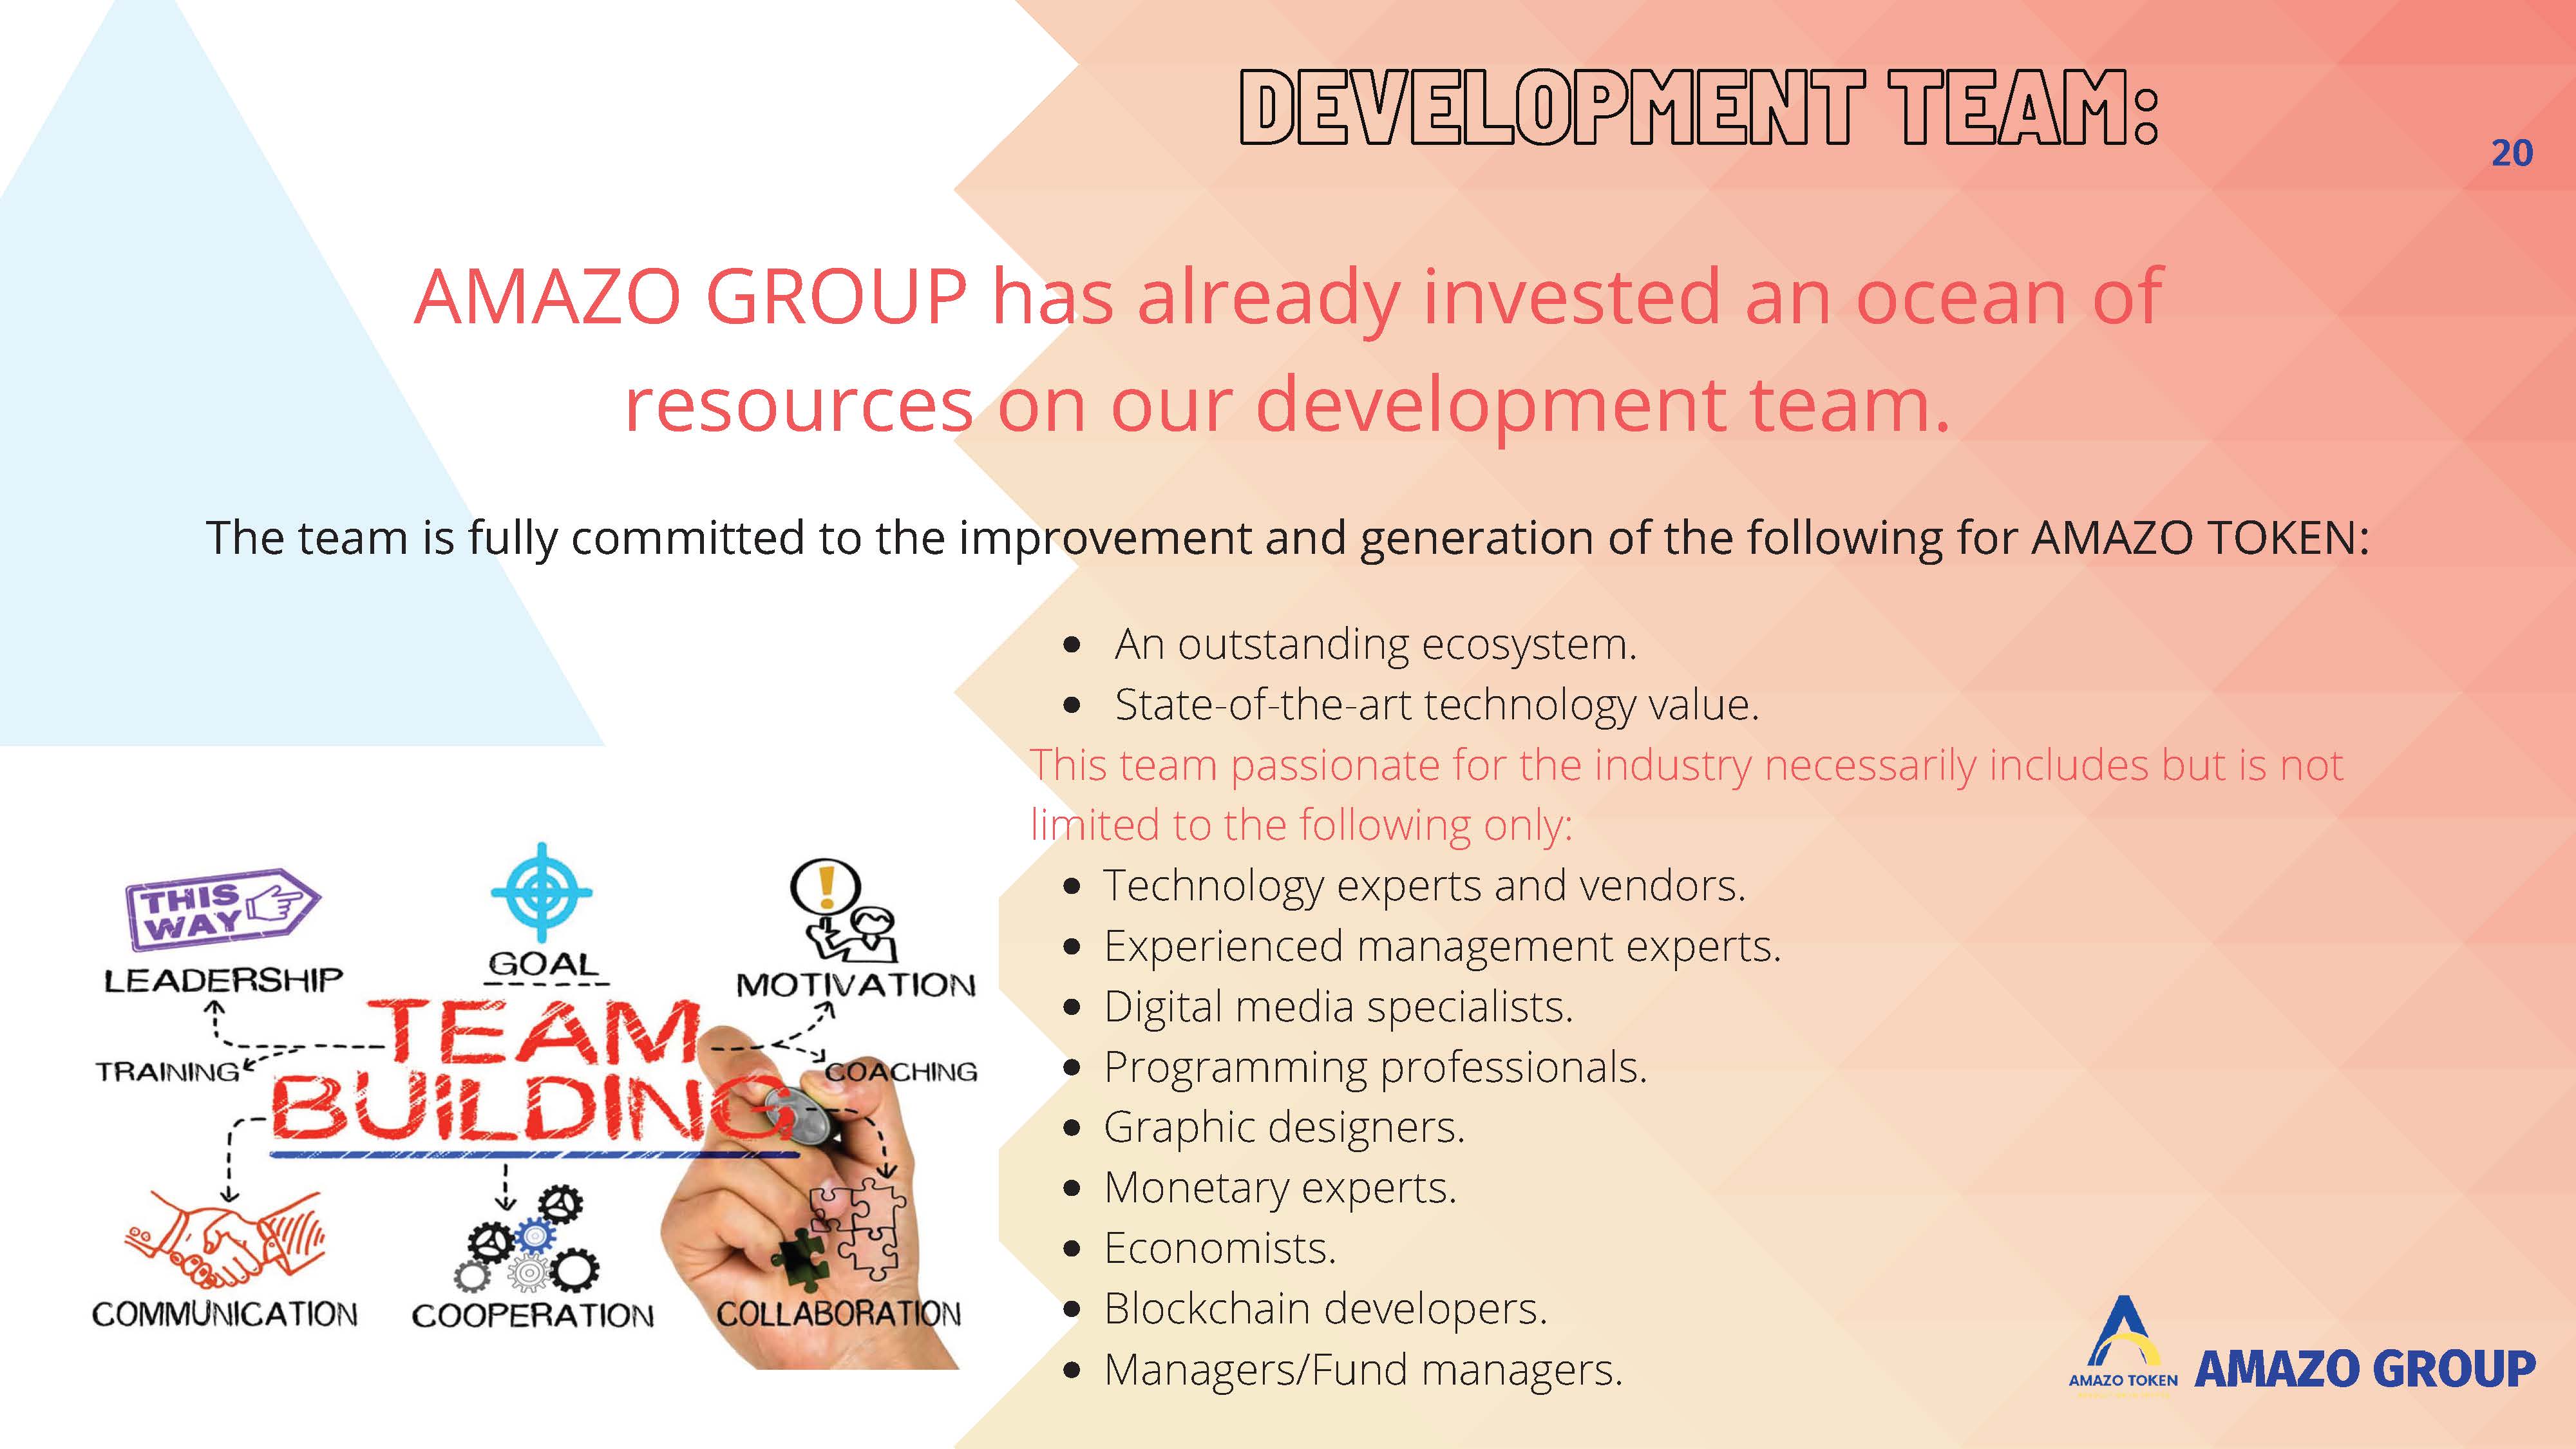 DEVELOPMENT TEAM:
20
AMAZO GROUP has already invested an ocean of
resources on our development team.
The team is fully committed to the improvement and generation of the following for AMAZO TOKEN:
• An outstanding ecosystem.
• State-of-the-art technology value.
This team passionate for the industry necessarily includes but is not
limited to the following only:
• Technology experts and vendors.
• Experienced management experts.
• Digital media specialists.
• Programming professionals.
• Graphic designers.
• Monetary experts.
• Economists.
• Blockchain developers.
• Managers/Fund managers.
THIS
WAY
LEADERSHIP
GOAL
MOTIVATION
TEAM
BUILDING
TRAINING
COACHING
COMMUNICATION
COOPERATION
COLLABORATION
AMAZO TOKEN
AMAZO GROUP